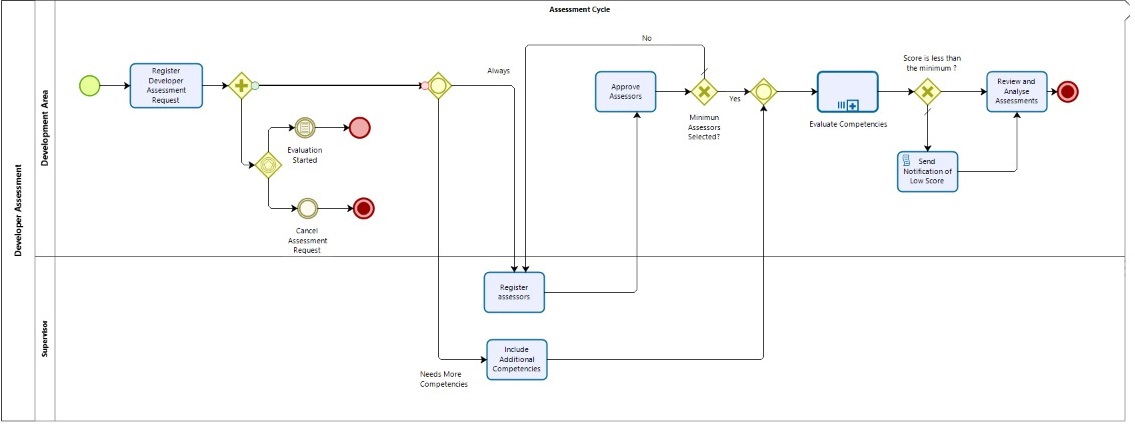 Assessment Cycle
Developer Assessment
Development Area
Supervisor
Register
Developer
Assessment
Request
Evaluation
Started
Cancel
Assessment
Request
Always
No
Approve
Assessors
Yes
Minimun
Assessors
Selected?
Evaluate Competencies
Score is less than
the minimum ?
Review and
Analyse
Assessments
Send
Notification of
Low Score
Register
assessors
Include
Additional
Competencies
Needs More
Competencies